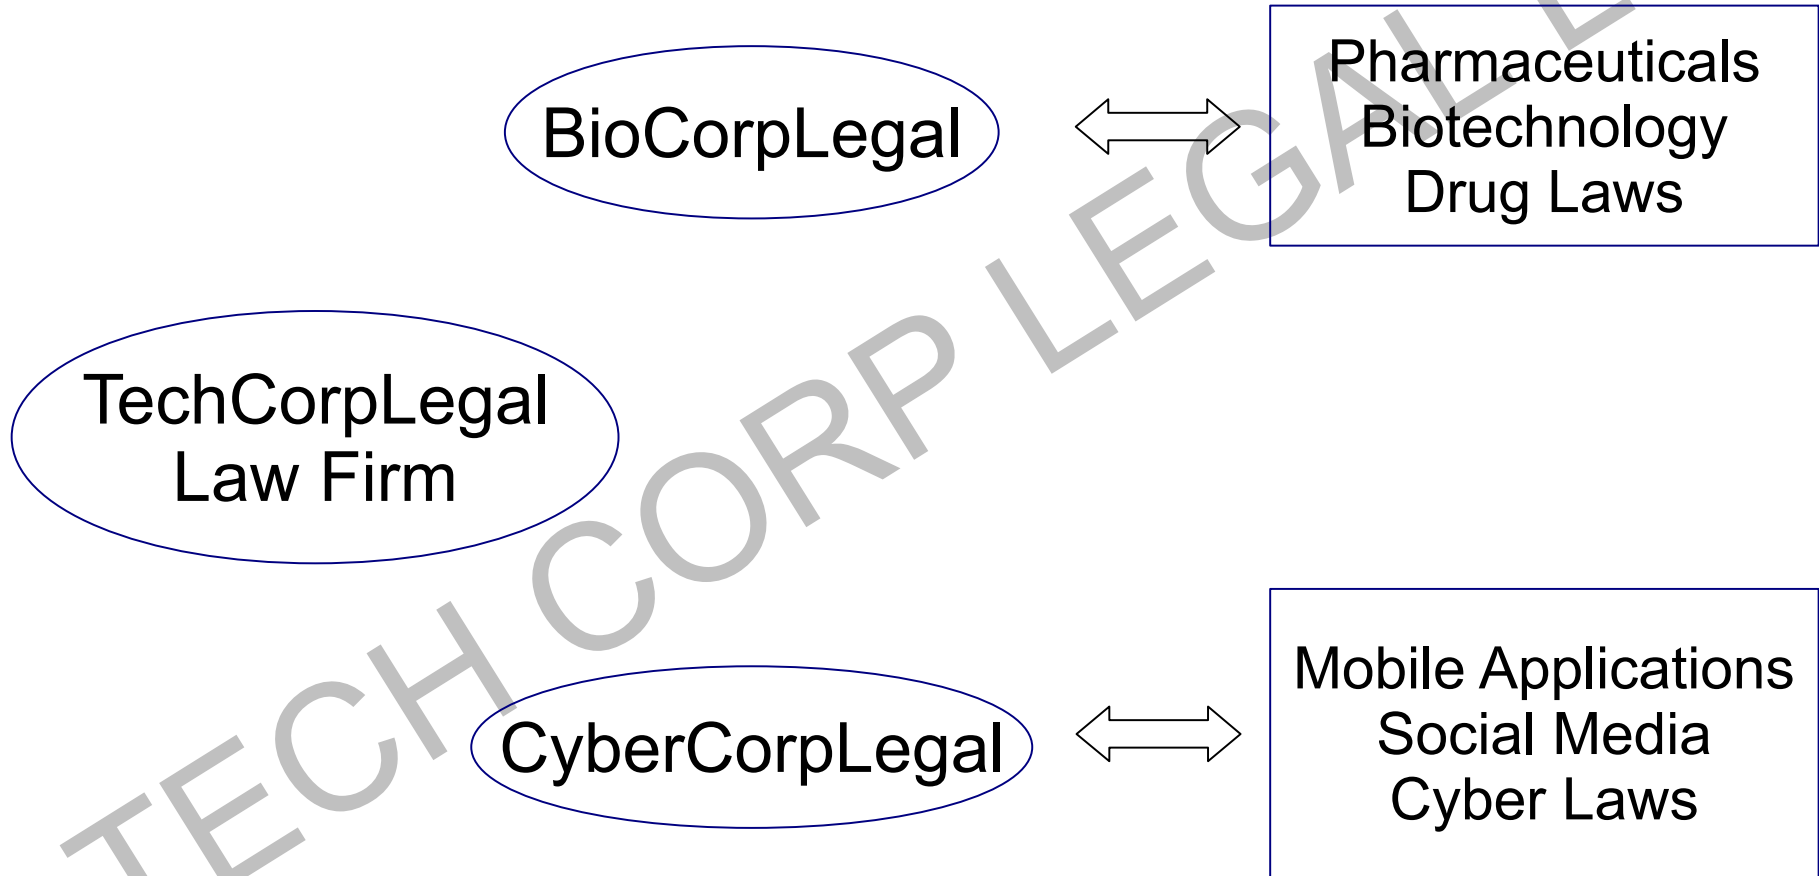 BioCorpLegal
Pharmaceuticals
Biotechnology
Drug Laws
TechCorpLegal
Law Firm
CyberCorpLegal
Mobile Applications
Social Media
Cyber Laws
TECH CORP LEGAL